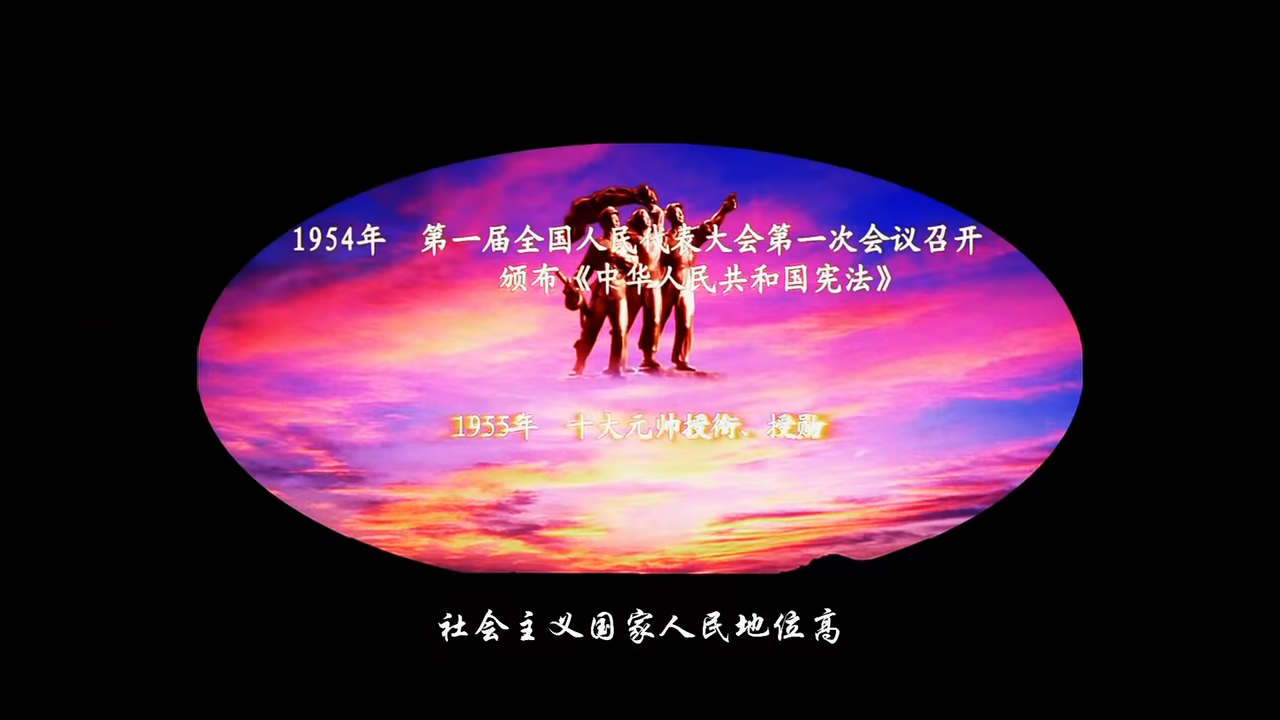 1954年 第一届全国人民代表大会第一次会议召开
颁布《中华人民共和国宪法》
1955年 十大元帅授衔、授勋
社会主义国家人民地位高